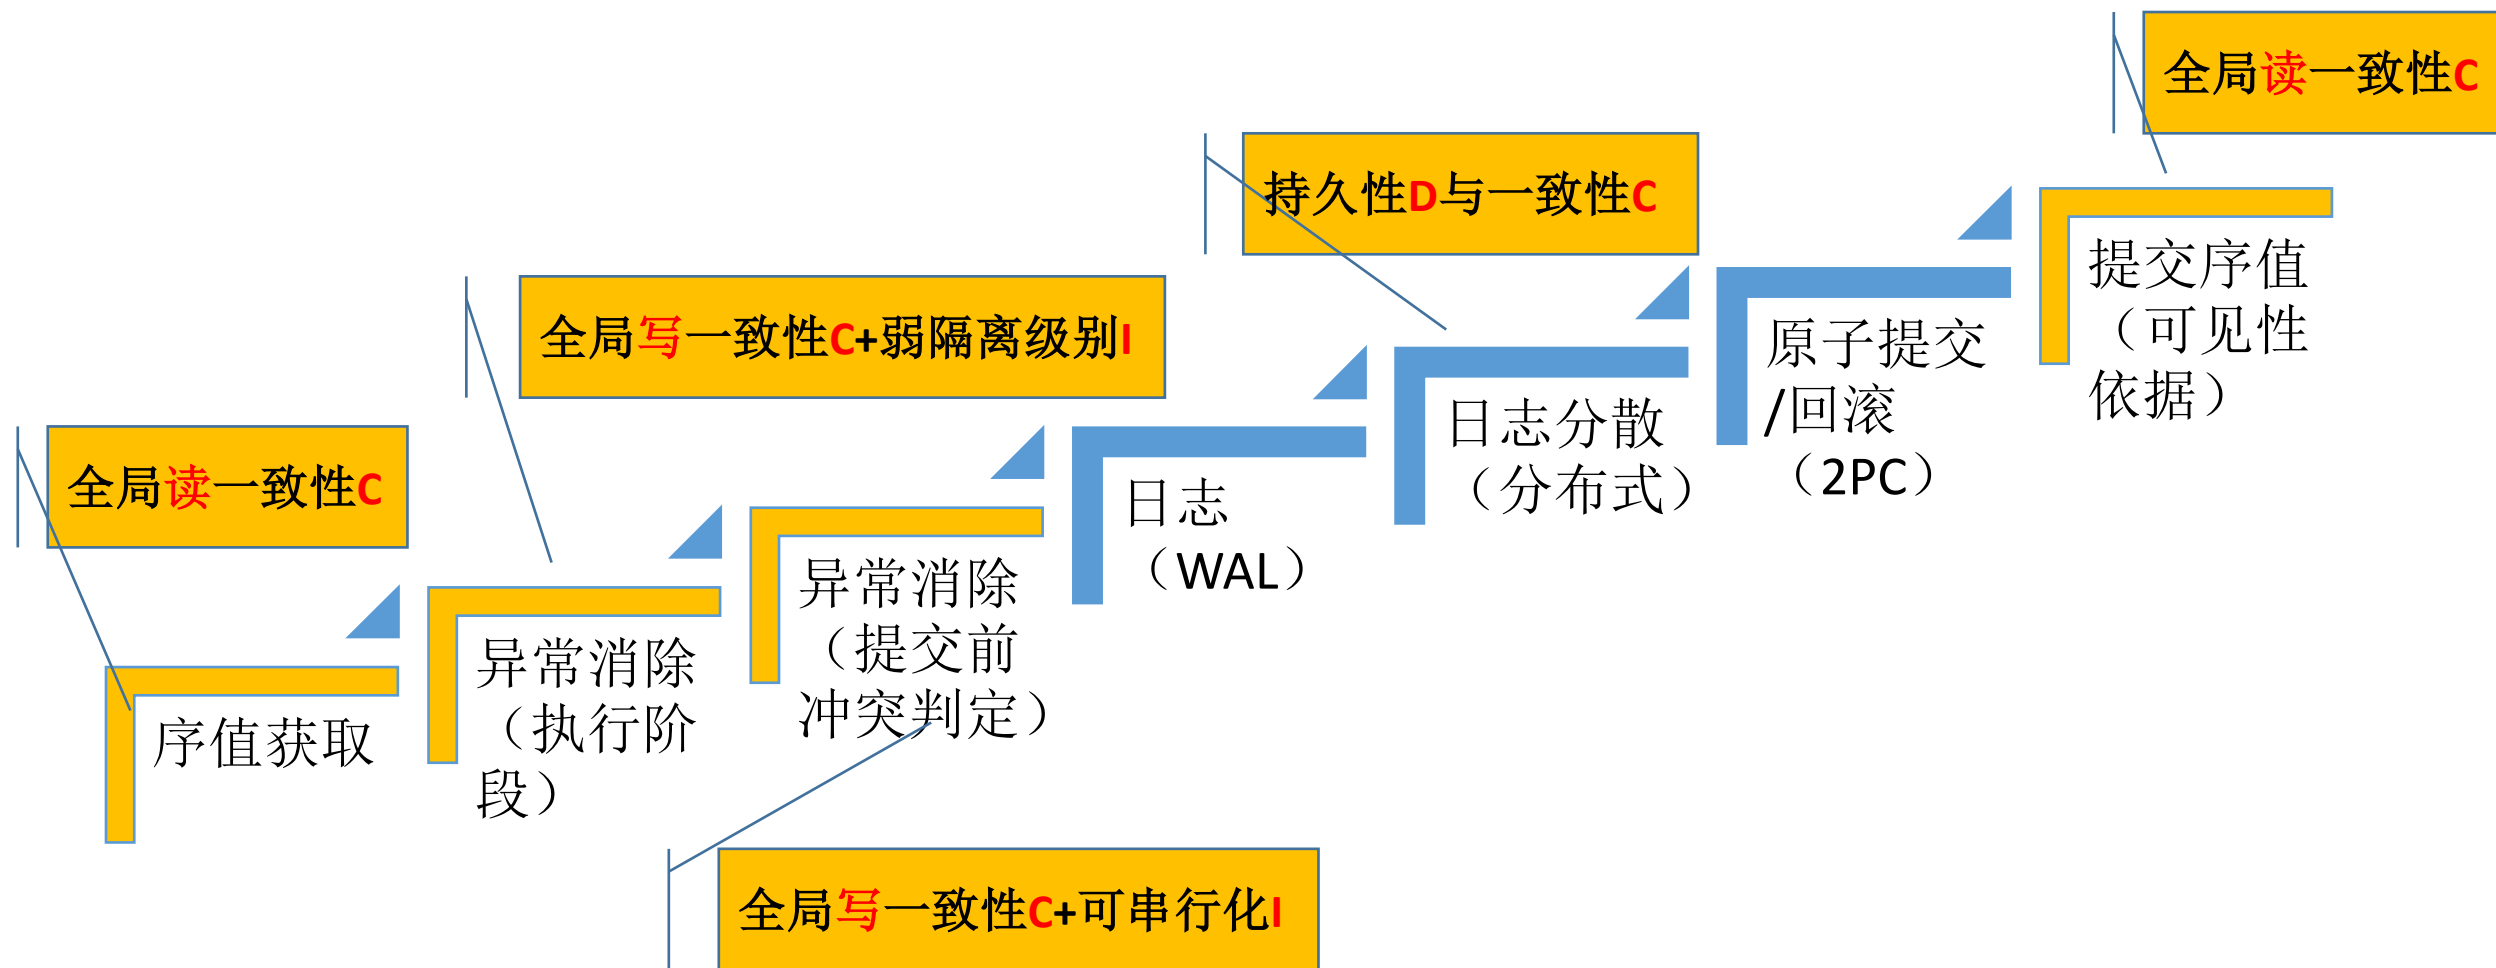 全局读一致性C
持久性D与一致性C
全局写一致性C+弱隔离级别I
全局读一致性C
提交序值
（可反馈性
依据）
原子提交
/回滚
（2PC）
日志分散
（分布式）
日志
（WAL）
异常消除
（提交前
冲突判定）
异常消除
（执行阶
段）
序值获取
全局写一致性C+可串行化I